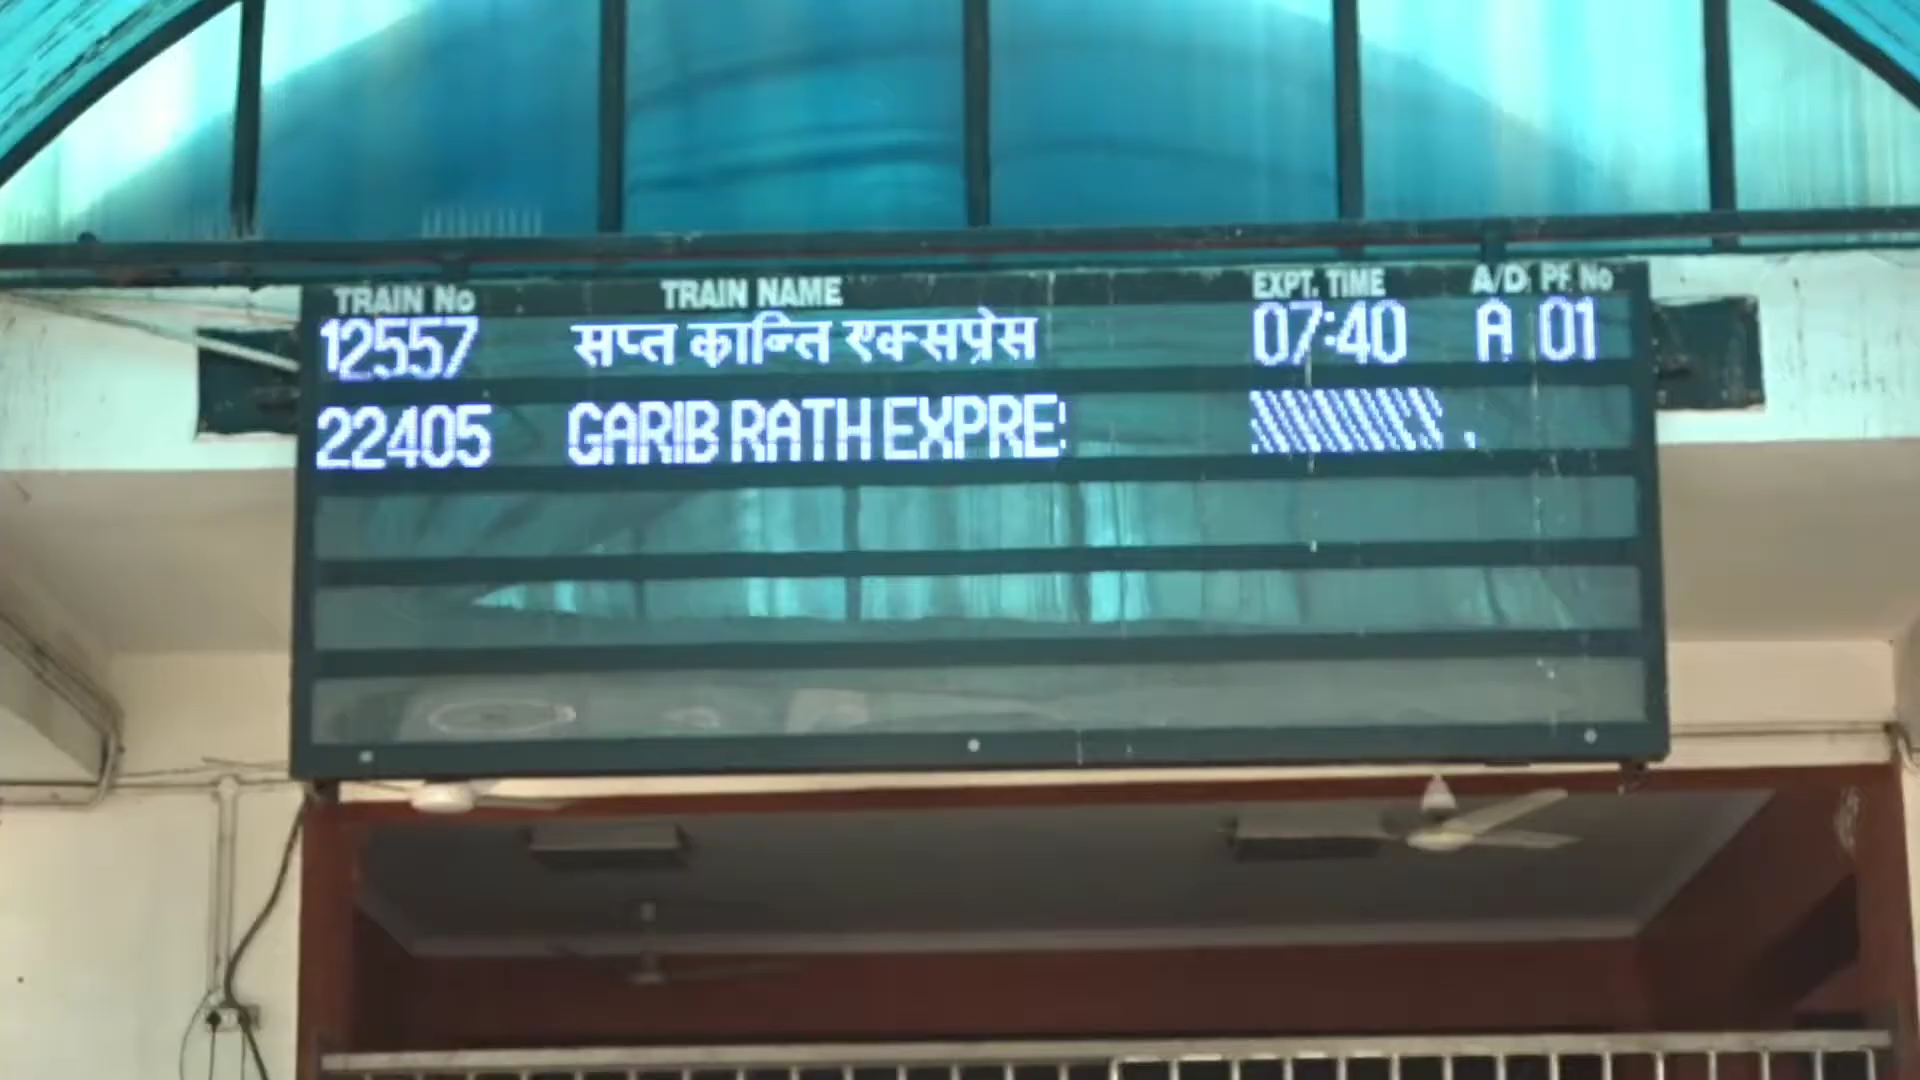 TRAIN No TRAIN NAME EXPT. TIME A/D PF No
12557 सप्त क्रान्ति एक्सप्रेस 07:40 A 01
22405 GARIB RATH EXPRE